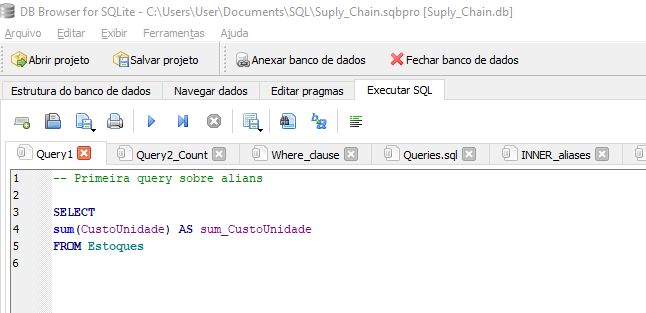 DB Browser for SQLite - C:\Users\User\Documents\SQL\Suply_Chain.sqbpro [Suply_Chain.db]
Arquivo Editar Exibir Ferramentas Ajuda
Abrir projeto Salvar projeto Anexar banco de dados Fechar banco de dados
Estrutura do banco de dados Navegar dados Editar pragmas Executar SQL
Query1 Query2_Count Where_clause Queries.sql INNER_aliases
1 -- Primeira query sobre alians
2
3 SELECT
4 sum(CustoUnidade) AS sum_CustoUnidade
5 FROM Estoques
6